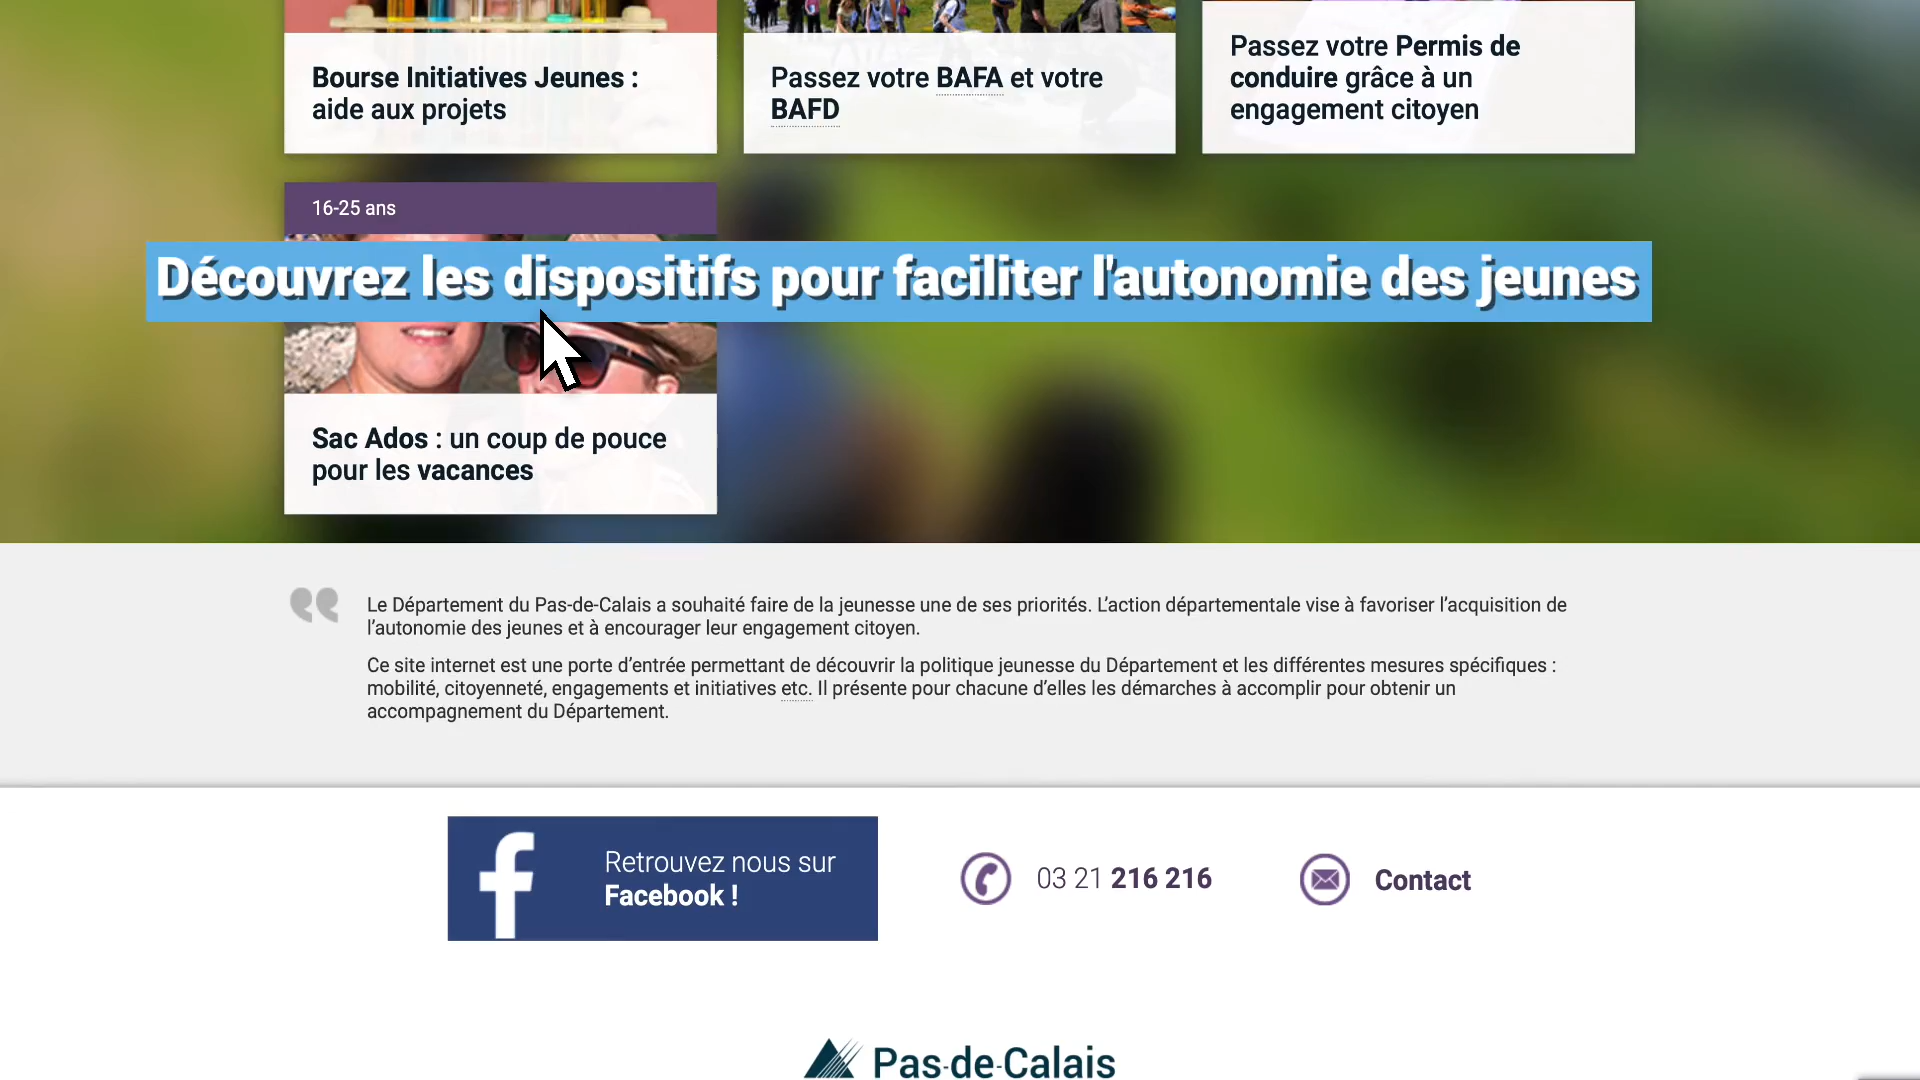 Bourse Initiatives Jeunes :
aide aux projets
Passez votre BAFA et votre
BAFD
Passez votre Permis de
conduire grâce à un
engagement citoyen
16-25 ans
Découvrez les dispositifs pour faciliter l'autonomie des jeunes
Sac Ados : un coup de pouce
pour les vacances
Le Département du Pas-de-Calais a souhaité faire de la jeunesse une de ses priorités. L’action départementale vise à favoriser l’acquisition de
l’autonomie des jeunes et à encourager leur engagement citoyen.
Ce site internet est une porte d’entrée permettant de découvrir la politique jeunesse du Département et les différentes mesures spécifiques :
mobilité, citoyenneté, engagements et initiatives etc. Il présente pour chacune d’elles les démarches à accomplir pour obtenir un
accompagnement du Département.
Retrouvez nous sur
Facebook !
03 21 216 216
Contact
Pas-de-Calais